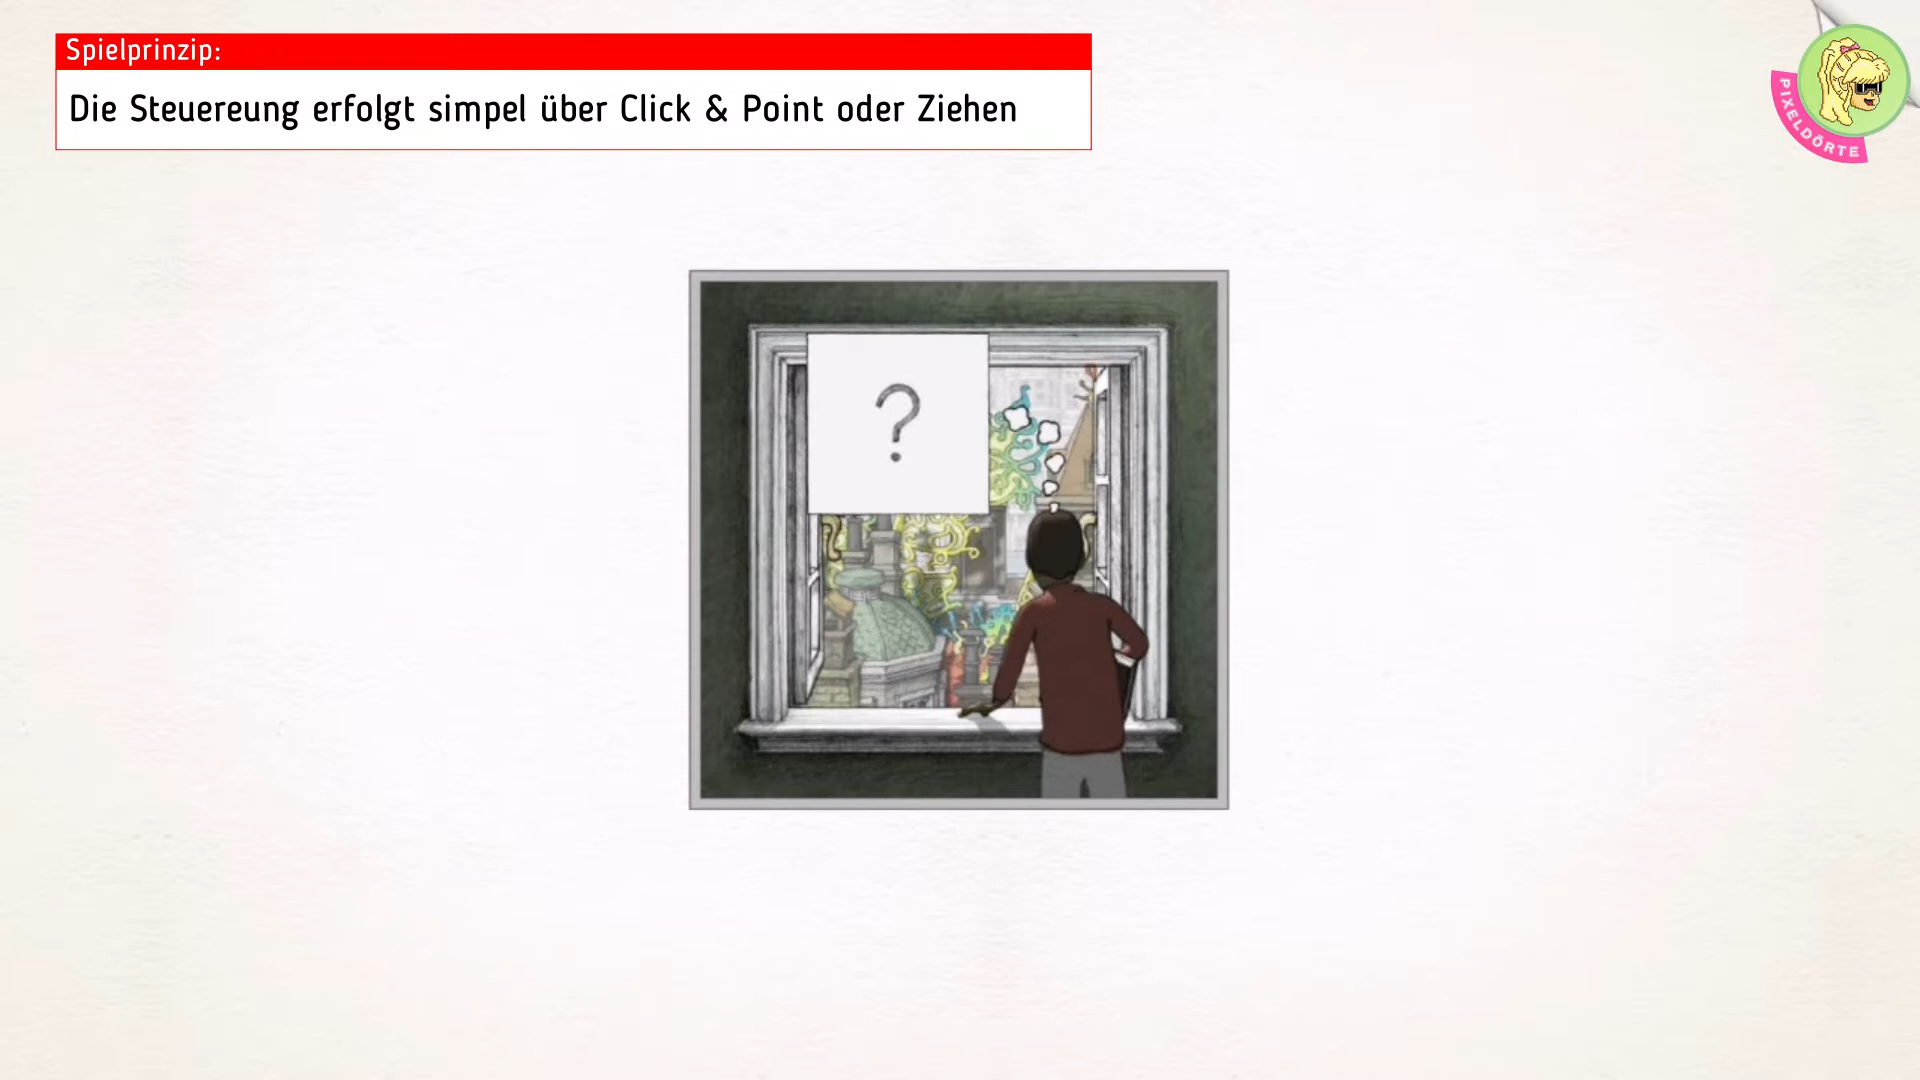 Spielprinzip:
Die Steuereung erfolgt simpel über Click & Point oder Ziehen
PIXELDÖRTE
?